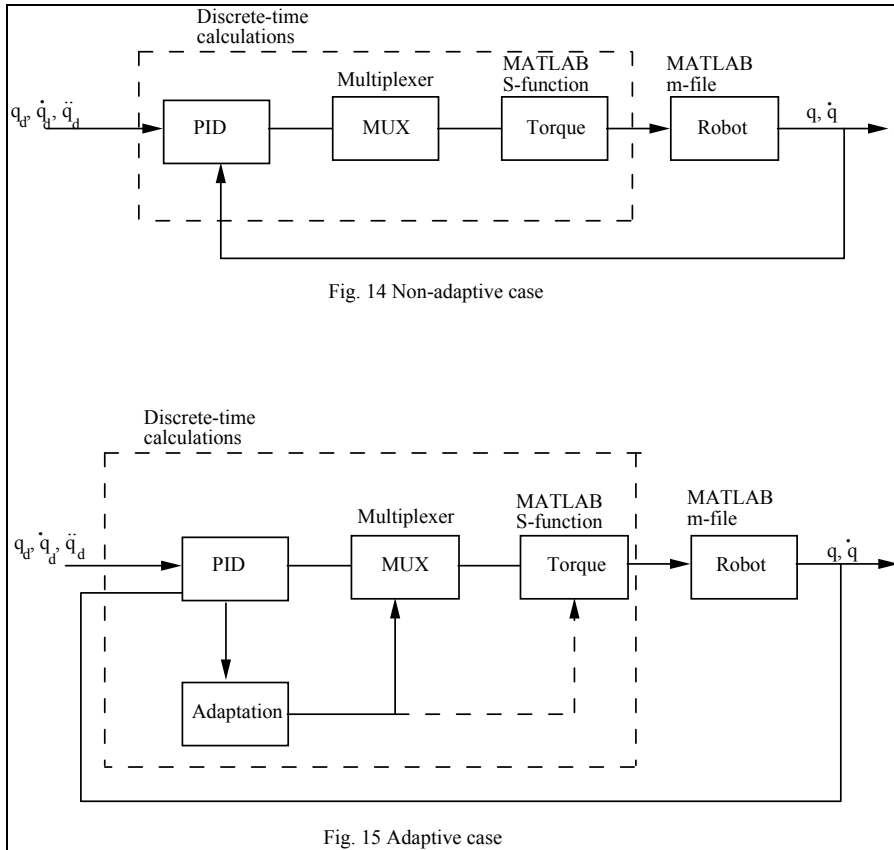 Discrete-time
calculations
Multiplexer
MATLAB
S-function
MATLAB
m-file
q_d, q̇_d, q̈_d
PID
MUX
Torque
Robot
q, q̇
Fig. 14 Non-adaptive case
Discrete-time
calculations
Multiplexer
MATLAB
S-function
MATLAB
m-file
q_d, q̇_d, q̈_d
PID
MUX
Torque
Robot
q, q̇
Adaptation
Fig. 15 Adaptive case